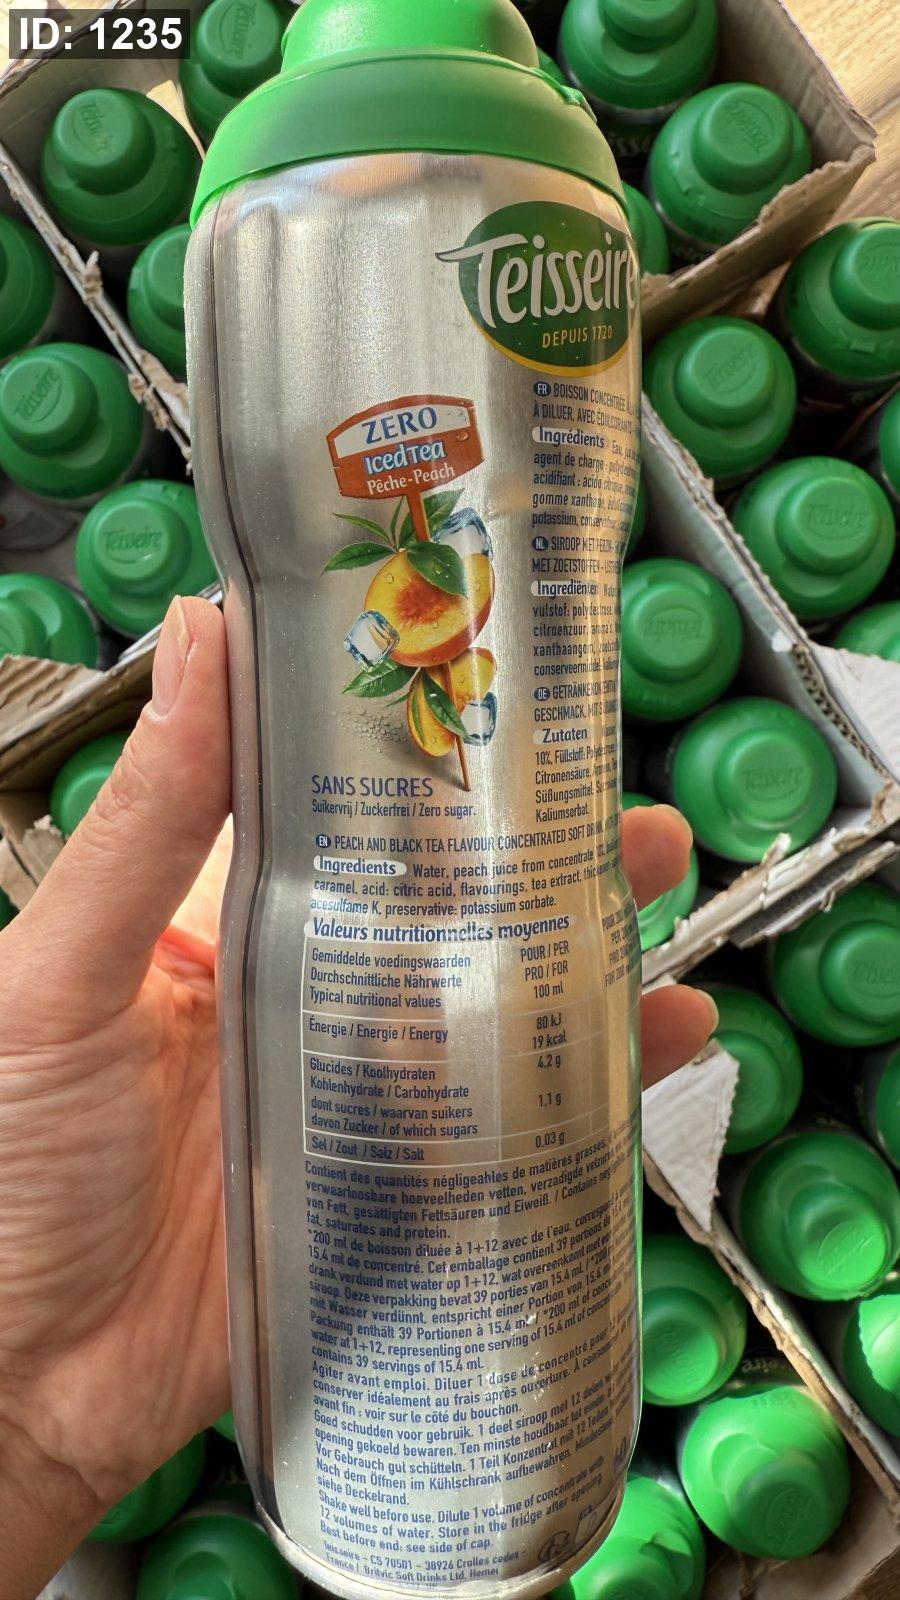 ID: 1235
Teisseire
DEPUIS 1720
ZERO
Iced Tea
Pêche-Peach
SANS SUCRES
Suikervrij / Zuckerfrei / Zero sugar.
FR BOISSON CONCENTRÉE
À DILUER, AVEC ÉDULCORANTS
Ingrédients Eau,
agent de charge : polydextrose
acidifiant : acide citrique,
gomme xanthane,
potassium,
NL SIROOP MET PERZIK-
MET ZOETSTOFFEN
Ingrediënten Water
vulstof: polydextrose,
citroenzuur, aroma's,
xanthaangom,
conserveermiddel:
DE
GESCHMACK, MIT
Zutaten
10%, Füllstoff:
Citronensäure,
Süßungsmittel:
Kaliumsorbat.
EN PEACH AND BLACK TEA FLAVOUR CONCENTRATED SOFT DRINK
Ingredients Water, peach juice from concentrate
caramel, acid: citric acid, flavourings, tea extract,
acesulfame K, preservative: potassium sorbate.
Valeurs nutritionnelles moyennes
Gemiddelde voedingswaarden
Durchschnittliche Nährwerte
Typical nutritional values
POUR / PER
PRO / FOR
100 ml
Énergie / Energie / Energy
80 kJ
19 kcal
Glucides / Koolhydraten
Kohlenhydrate / Carbohydrate
4,2 g
dont sucres / waarvan suikers
davon Zucker / of which sugars
1,1 g
Sel / Zout / Salz / Salt
0,03 g
Contient des quantités négligeables de matières grasses,
verwaarloosbare hoeveelheden vetten, verzadigde vetzuren
von Fett, gesättigten Fettsäuren und Eiweiß. / Contains negligible
fat, saturates and protein.
*200 ml de boisson diluée à 1+12 avec de l'eau, correspond à
15,4 ml de concentré. Cet emballage contient 39 portions de
drank verdund met water op 1+12, wat overeenkomt met
siroop. Deze verpakking bevat 39 porties van 15,4 ml. / *200
mit Wasser verdünnt, entspricht einer Portion von 15,4 ml
Packung enthält 39 Portionen à 15,4 ml. / *200 ml of
water at 1+12, representing one serving of 15.4 ml of
contains 39 servings of 15.4 ml.
Agiter avant emploi. Diluer 1 dose de concentré pour 12
conserver idéalement au frais après ouverture. À consommer
avant fin : voir sur le côté du bouchon.
Goed schudden voor gebruik. 1 deel siroop met 12 delen
opening gekoeld bewaren. Ten minste houdbaar tot einde:
Vor Gebrauch gut schütteln. 1 Teil Konzentrat mit 12 Teilen
Nach dem Öffnen im Kühlschrank aufbewahren. Mindestens
siehe Deckelrand.
Shake well before use. Dilute 1 volume of concentrate with
12 volumes of water. Store in the fridge after opening.
Best before end: see side of cap.
Teisseire - CS 70501 - 38926 Crolles cedex -
France / Britvic Soft Drinks Ltd, Hemel